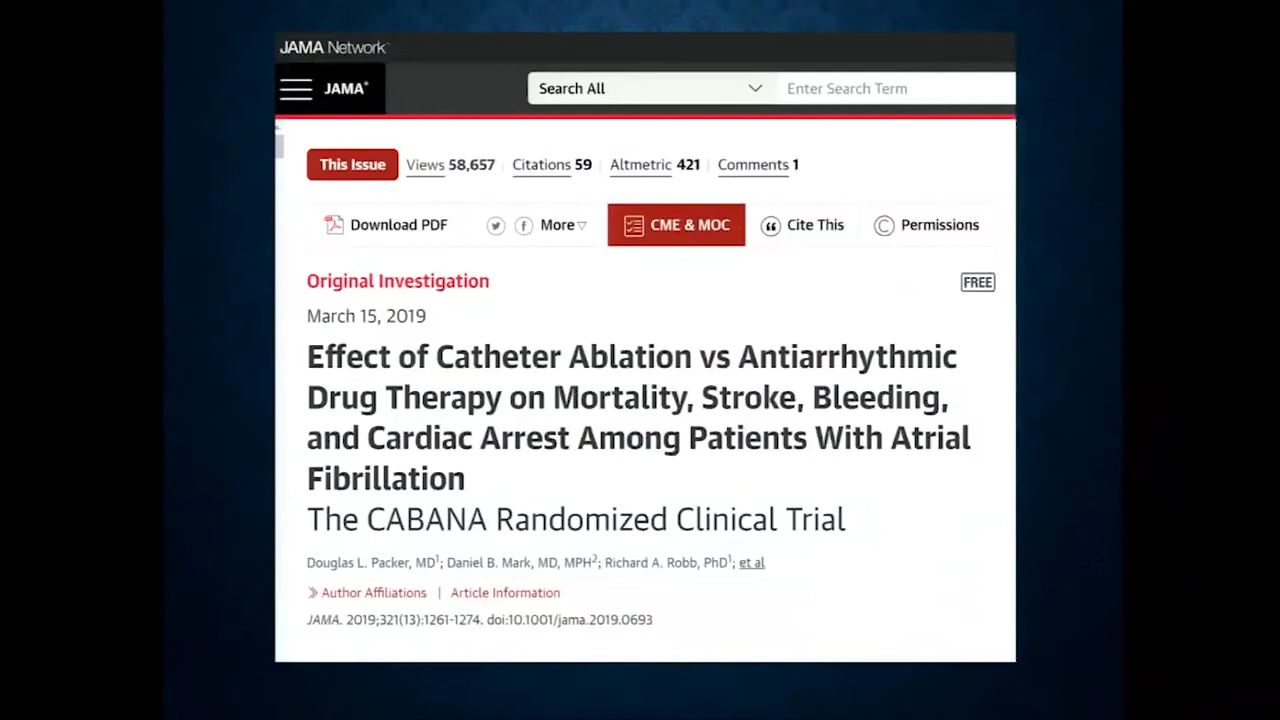 JAMA Network
JAMA®
Search All
Enter Search Term
This Issue Views 58,657 Citations 59 Altmetric 421 Comments 1
Download PDF More CME & MOC Cite This Permissions
Original Investigation FREE
March 15, 2019
Effect of Catheter Ablation vs Antiarrhythmic
Drug Therapy on Mortality, Stroke, Bleeding,
and Cardiac Arrest Among Patients With Atrial
Fibrillation
The CABANA Randomized Clinical Trial
Douglas L. Packer, MD1; Daniel B. Mark, MD, MPH2; Richard A. Robb, PhD1; et al
Author Affiliations | Article Information
JAMA. 2019;321(13):1261-1274. doi:10.1001/jama.2019.0693